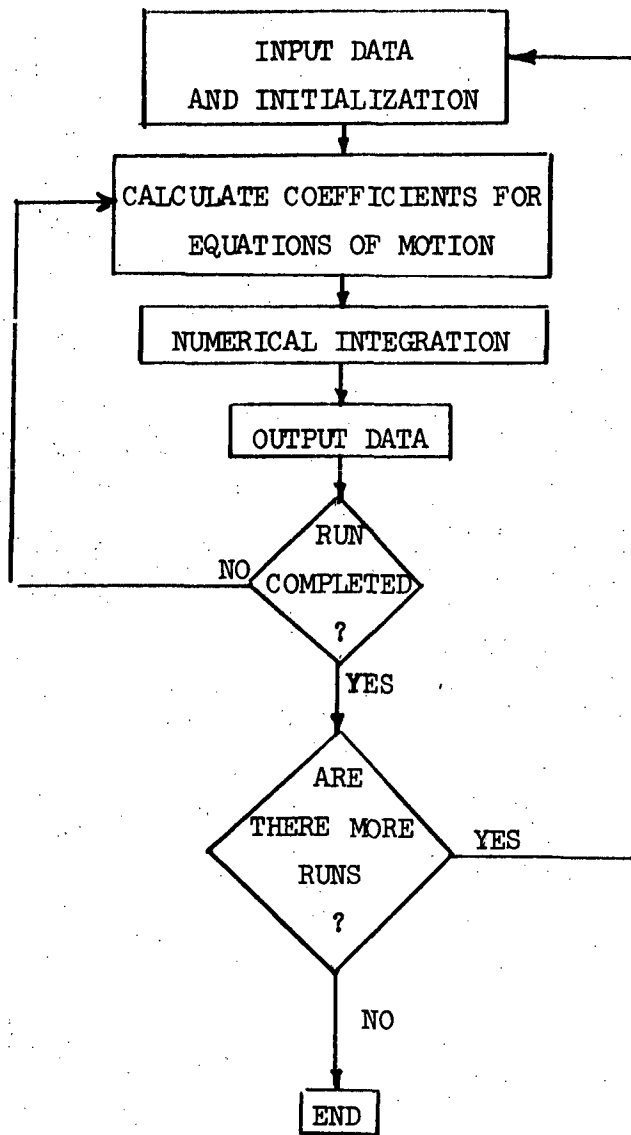 INPUT DATA
AND INITIALIZATION
CALCULATE COEFFICIENTS FOR
EQUATIONS OF MOTION
NUMERICAL INTEGRATION
OUTPUT DATA
RUN
NO
COMPLETED
?
YES
ARE
THERE MORE
YES
RUNS
?
NO
END